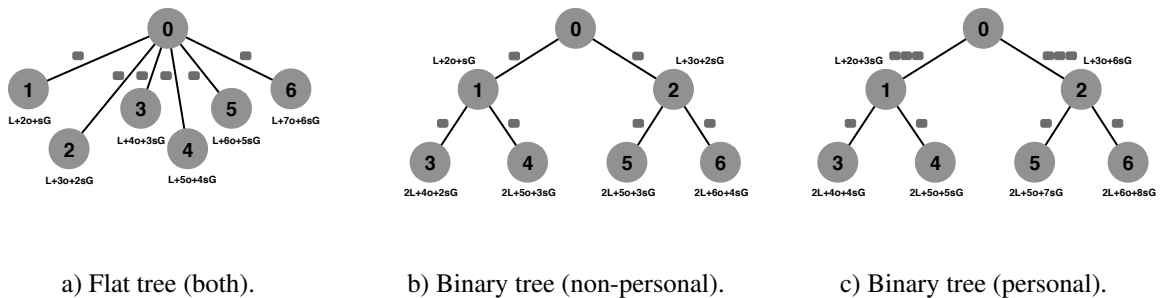 0
1
2
3
4
5
6
L+2o+sG
L+3o+2sG
L+4o+3sG
L+5o+4sG
L+6o+5sG
L+7o+6sG
a) Flat tree (both).
0
L+2o+sG
L+3o+2sG
1
2
3
4
5
6
2L+4o+2sG
2L+5o+3sG
2L+5o+3sG
2L+6o+4sG
b) Binary tree (non-personal).
0
L+2o+3sG
L+3o+6sG
1
2
3
4
5
6
2L+4o+4sG
2L+5o+5sG
2L+5o+7sG
2L+6o+8sG
c) Binary tree (personal).